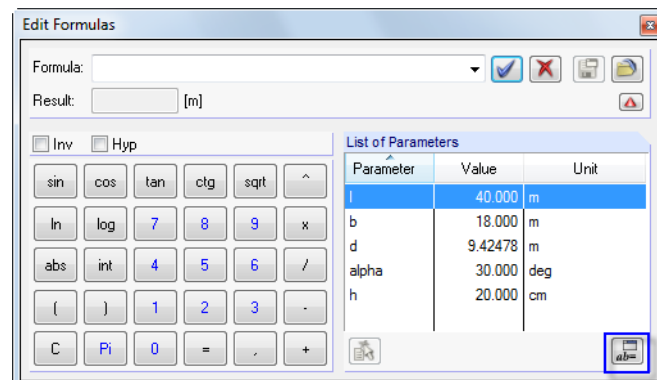 Edit Formulas
Formula:
Result: [m]
Inv Hyp
sin cos tan ctg sqrt ^
ln log 7 8 9 x
abs int 4 5 6 /
( ) 1 2 3 -
C Pi 0 = , +
List of Parameters
Parameter Value Unit
l 40.000 m
b 18.000 m
d 9.42478 m
alpha 30.000 deg
h 20.000 cm
ab=